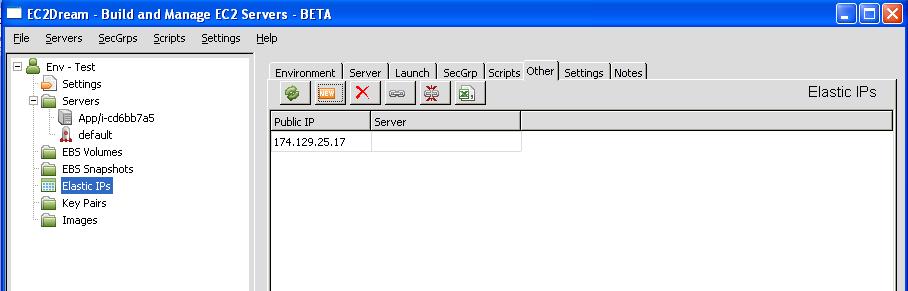 EC2Dream - Build and Manage EC2 Servers - BETA
File Servers SecGrps Scripts Settings Help
Env - Test
Settings
Servers
App/i-cd6bb7a5
default
EBS Volumes
EBS Snapshots
Elastic IPs
Key Pairs
Images
Environment Server Launch SecGrp Scripts Other Settings Notes
NEW Elastic IPs
Public IP Server
174.129.25.17